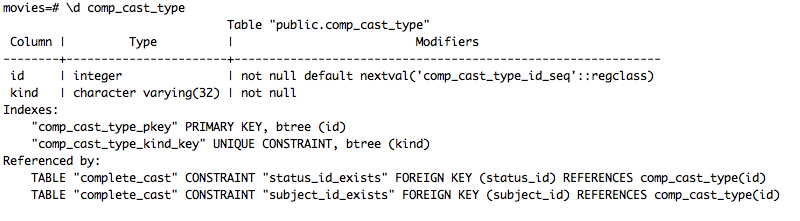 movies=# \d comp_cast_type
                                Table "public.comp_cast_type"
 Column |         Type          |                          Modifiers
--------+-----------------------+-------------------------------------------------------------
 id     | integer               | not null default nextval('comp_cast_type_id_seq'::regclass)
 kind   | character varying(32) | not null
Indexes:
    "comp_cast_type_pkey" PRIMARY KEY, btree (id)
    "comp_cast_type_kind_key" UNIQUE CONSTRAINT, btree (kind)
Referenced by:
    TABLE "complete_cast" CONSTRAINT "status_id_exists" FOREIGN KEY (status_id) REFERENCES comp_cast_type(id)
    TABLE "complete_cast" CONSTRAINT "subject_id_exists" FOREIGN KEY (subject_id) REFERENCES comp_cast_type(id)